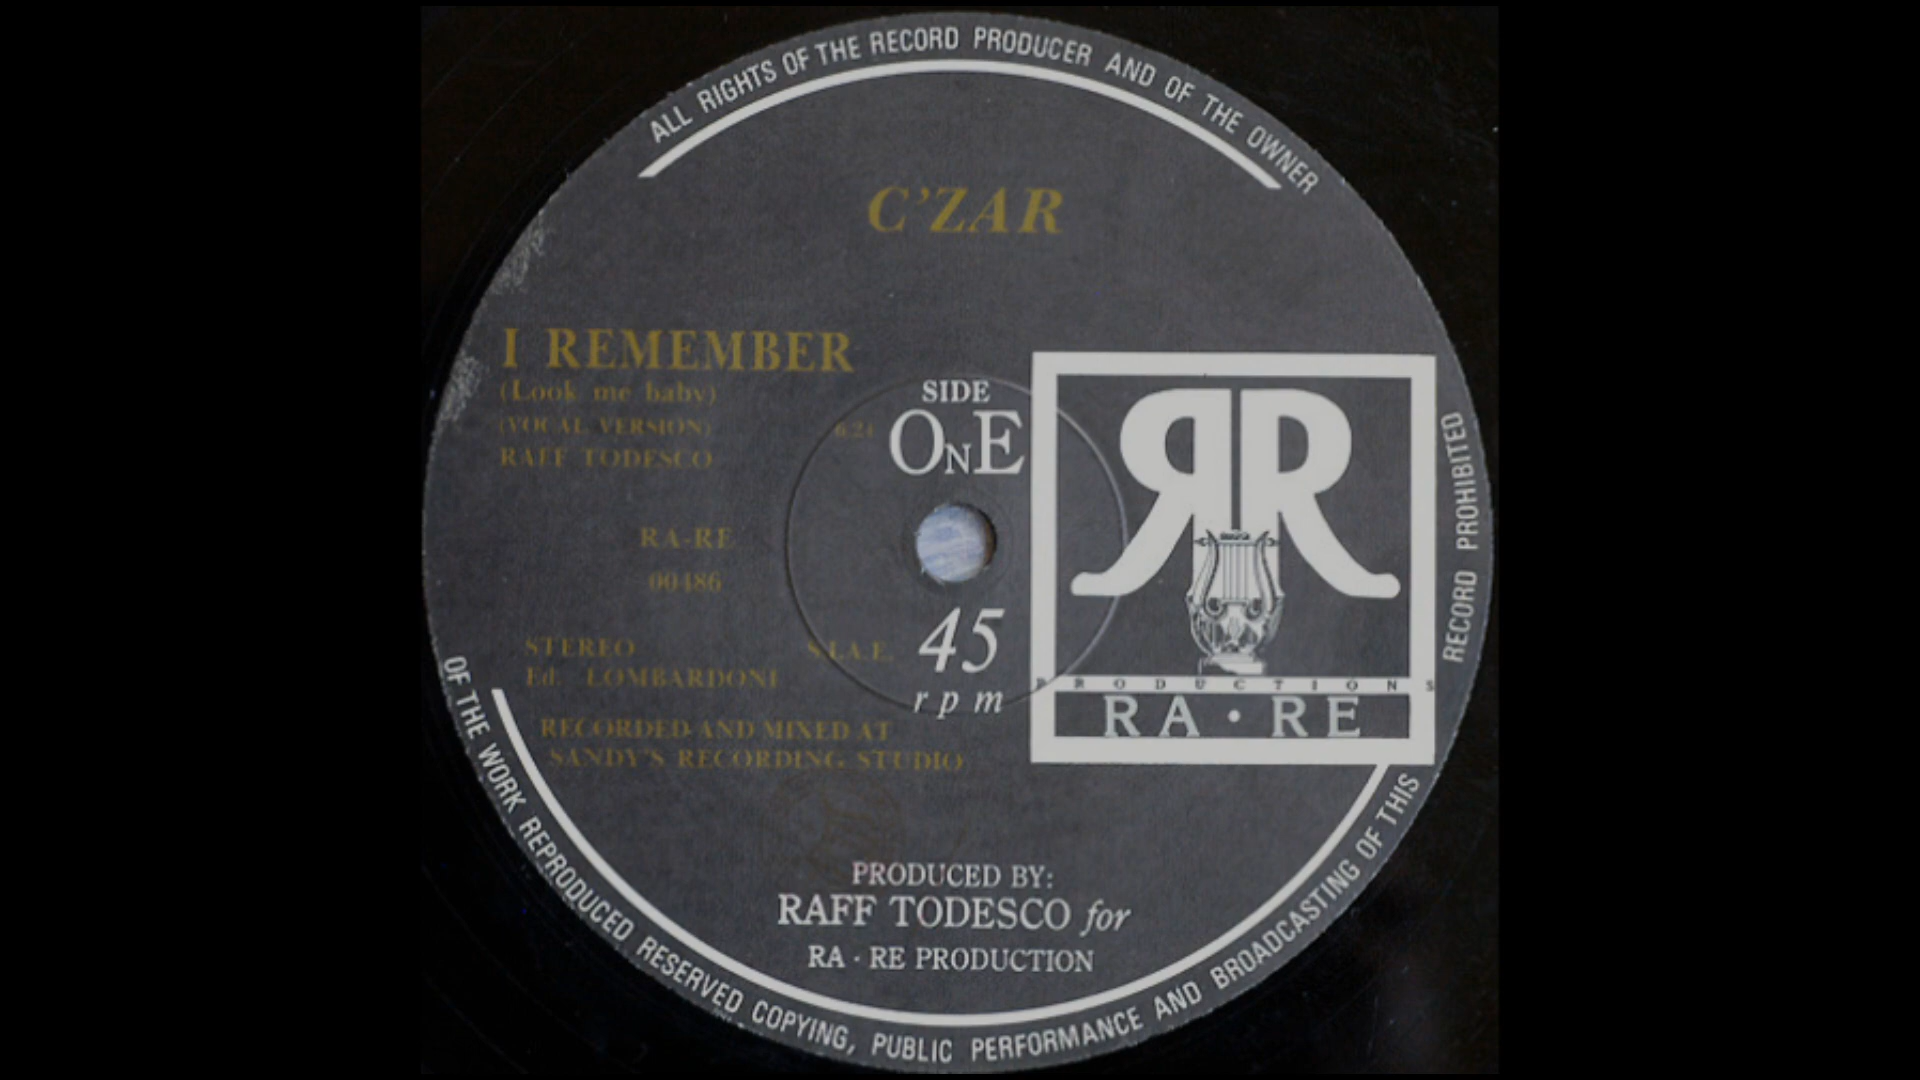 ALL RIGHTS OF THE RECORD PRODUCER AND OF THE OWNER
C'ZAR
I REMEMBER
(Look me baby)
(VOCAL VERSION) 6.24
RAFF TODESCO
SIDE
ONE
RA-RE
00486
STEREO S.I.A.E.
Ed. LOMBARDONI
45
rpm
RECORDED AND MIXED AT
SANDY'S RECORDING STUDIO
RR
PRODUCTIONS
RA · RE
PRODUCED BY:
RAFF TODESCO for
RA · RE PRODUCTION
OF THE WORK REPRODUCED RESERVED COPYING, PUBLIC PERFORMANCE AND BROADCASTING OF THIS
RECORD PROHIBITED